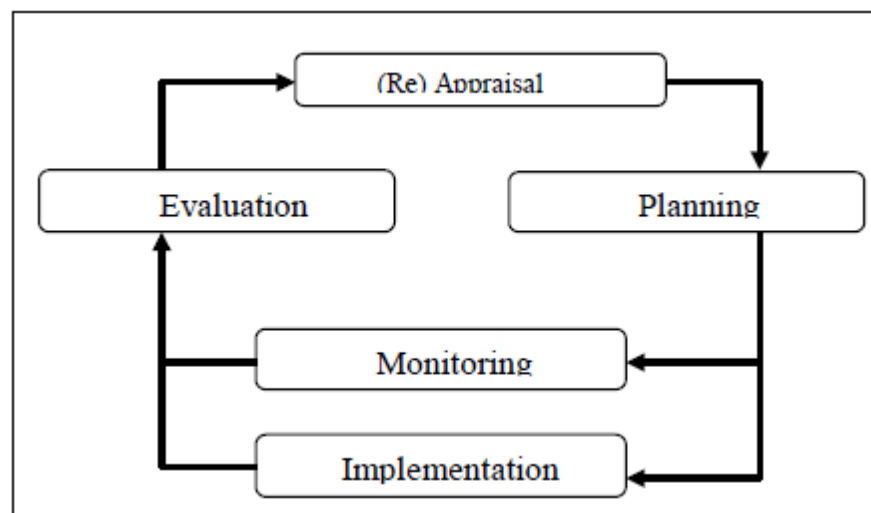 (Re) Appraisal
Evaluation
Planning
Monitoring
Implementation